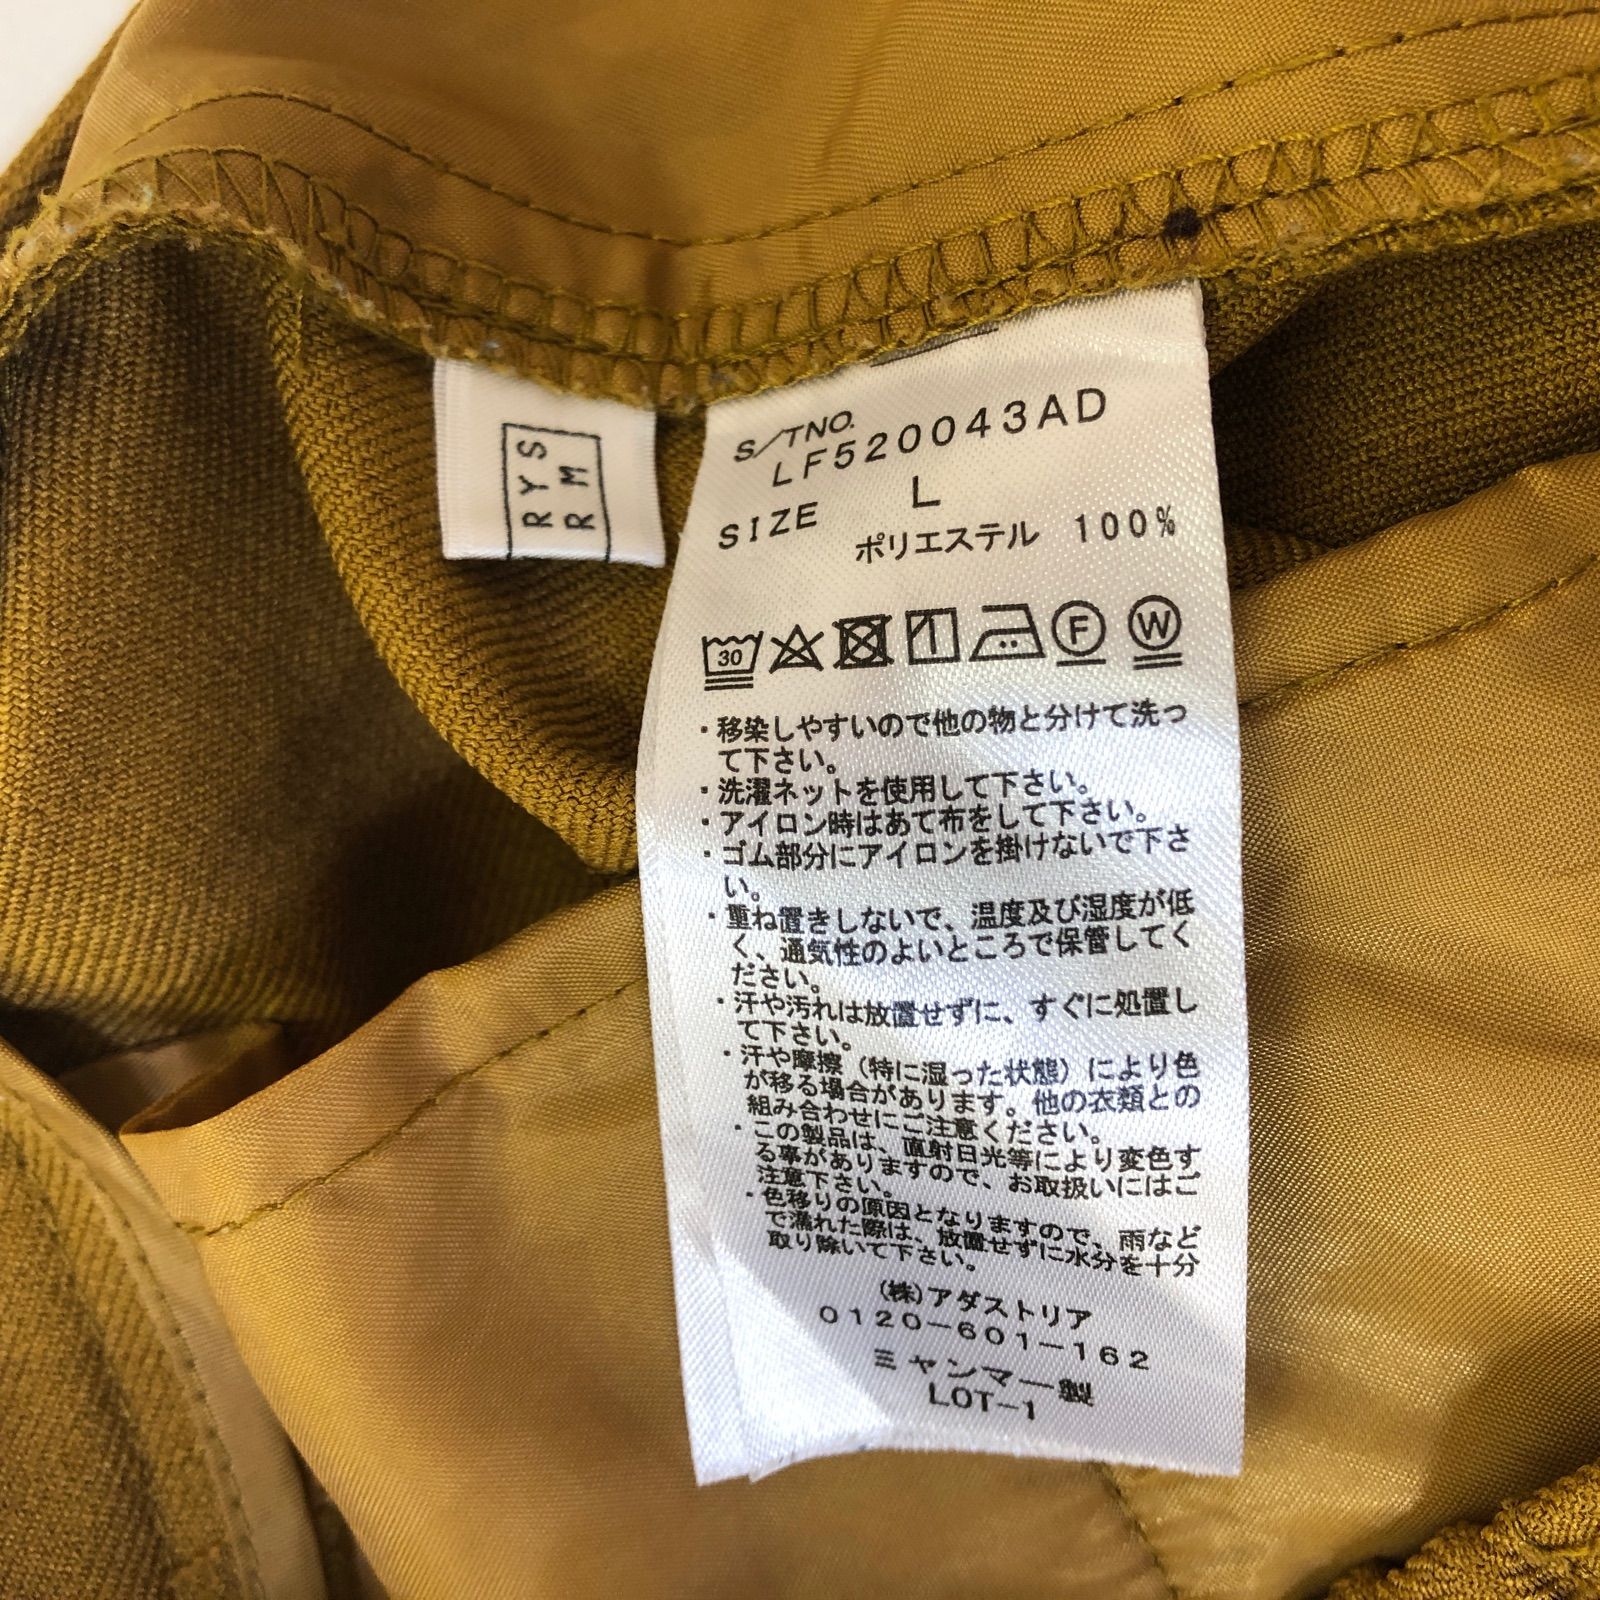 S/TNO.
LF520043AD
SIZE L
ポリエステル 100%
30
F
W
・移染しやすいので他の物と分けて洗っ
て下さい。
・洗濯ネットを使用して下さい。
・アイロン時はあて布をして下さい。
・ゴム部分にアイロンを掛けないで下さ
い。
・重ね置きしないで、温度及び湿度が低
く、通気性のよいところで保管してく
ださい。
・汗や汚れは放置せずに、すぐに処置し
て下さい。
・汗や摩擦（特に湿った状態）により色
が移る場合があります。他の衣類との
組み合わせにご注意ください。
・この製品は、直射日光等により変色す
る事がありますので、お取扱いにはご
注意下さい。
・色移りの原因となりますので、雨など
で濡れた際は、放置せずに水分を十分
取り除いて下さい。
(株)アダストリア
0120-601-162
ミャンマー製
LOT-1
RYS
RM